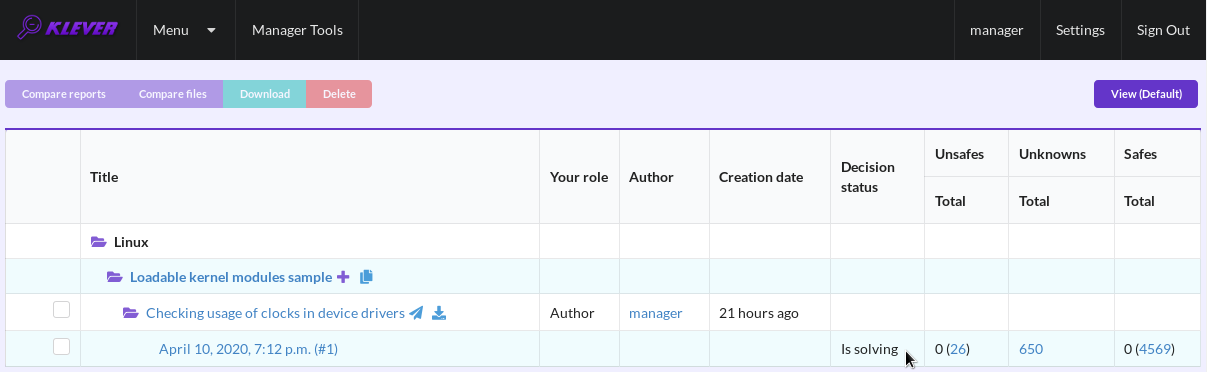 KLEVER Menu Manager Tools manager Settings Sign Out
Compare reports Compare files Download Delete View (Default)
Title Your role Author Creation date Decision status Unsafes Unknowns Safes
Total Total Total
Linux
Loadable kernel modules sample
Checking usage of clocks in device drivers Author manager 21 hours ago
April 10, 2020, 7:12 p.m. (#1) Is solving 0 (26) 650 0 (4569)